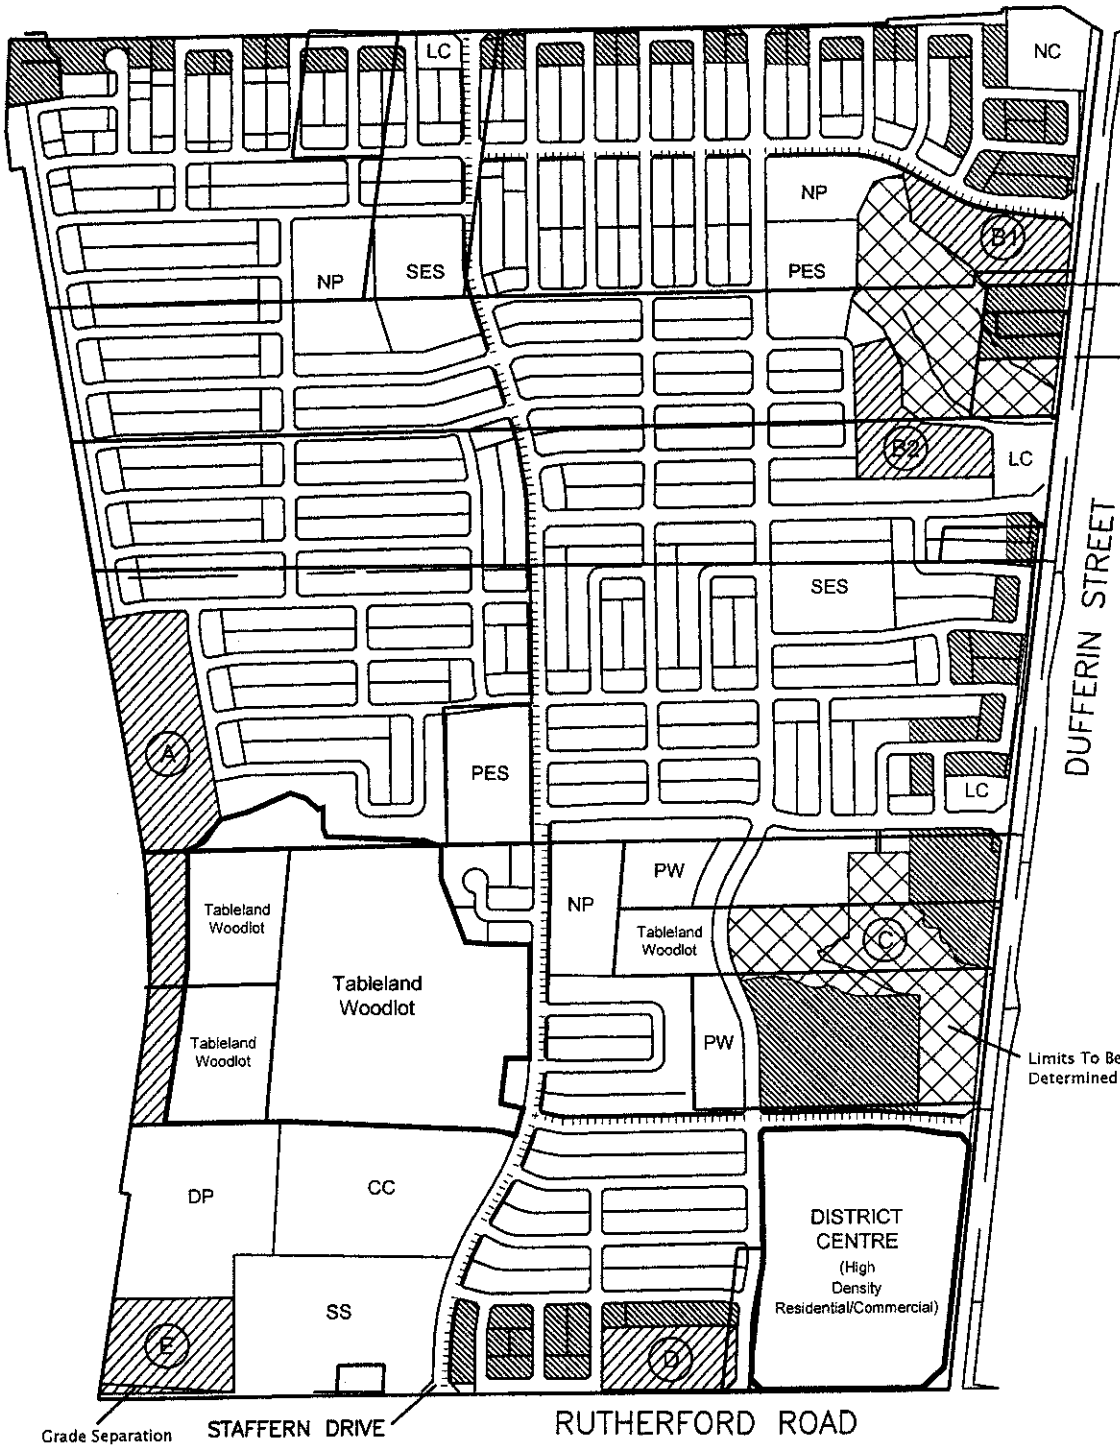 LC
NC
NP
B1
NP
SES
PES
B2
LC
DUFFERIN STREET
SES
A
PES
LC
PW
NP
Tableland
Woodlot
Tableland
Woodlot
C
Tableland
Woodlot
Tableland
Woodlot
PW
Limits To Be
Determined
DP
CC
DISTRICT
CENTRE
(High
Density
Residential/Commercial)
SS
E
D
Grade Separation
STAFFERN DRIVE
RUTHERFORD ROAD